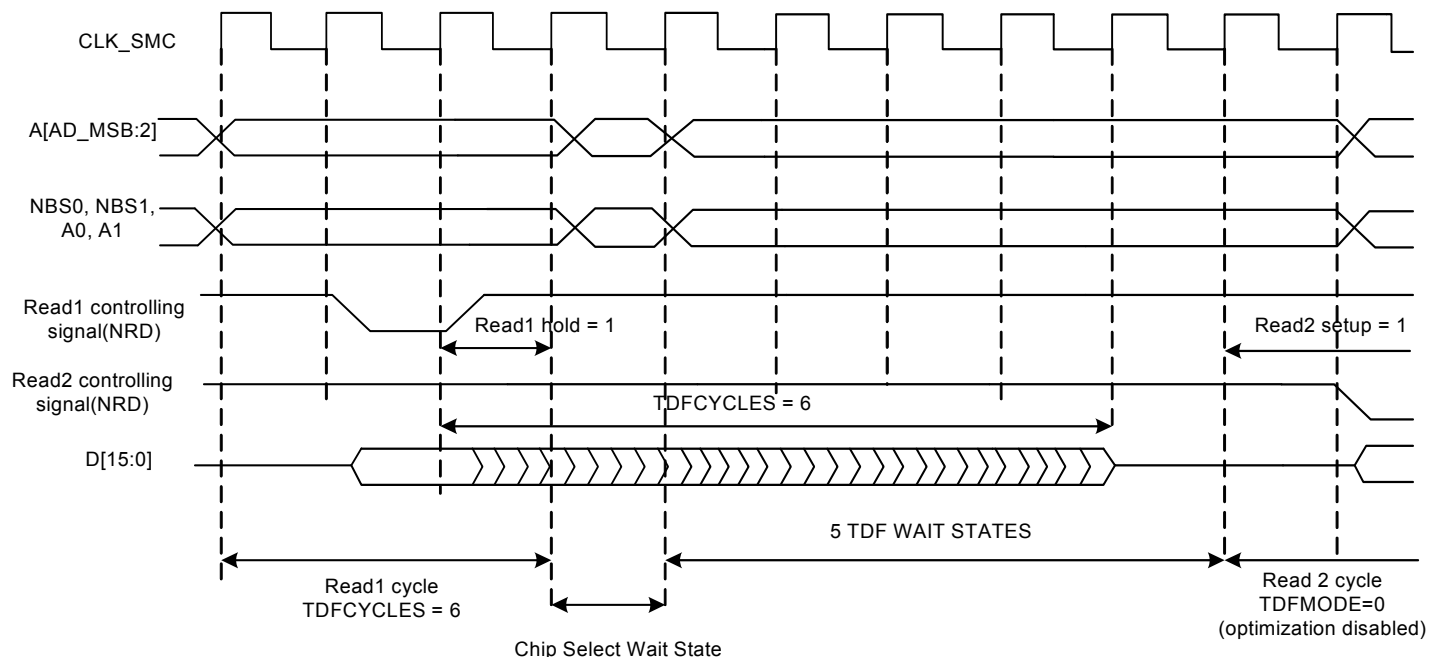 CLK_SMC
A[AD_MSB:2]
NBS0, NBS1,
A0, A1
Read1 controlling
signal(NRD)
Read1 hold = 1
Read2 setup = 1
Read2 controlling
signal(NRD)
TDFCYCLES = 6
D[15:0]
5 TDF WAIT STATES
Read1 cycle
TDFCYCLES = 6
Read 2 cycle
TDFMODE=0
(optimization disabled)
Chip Select Wait State